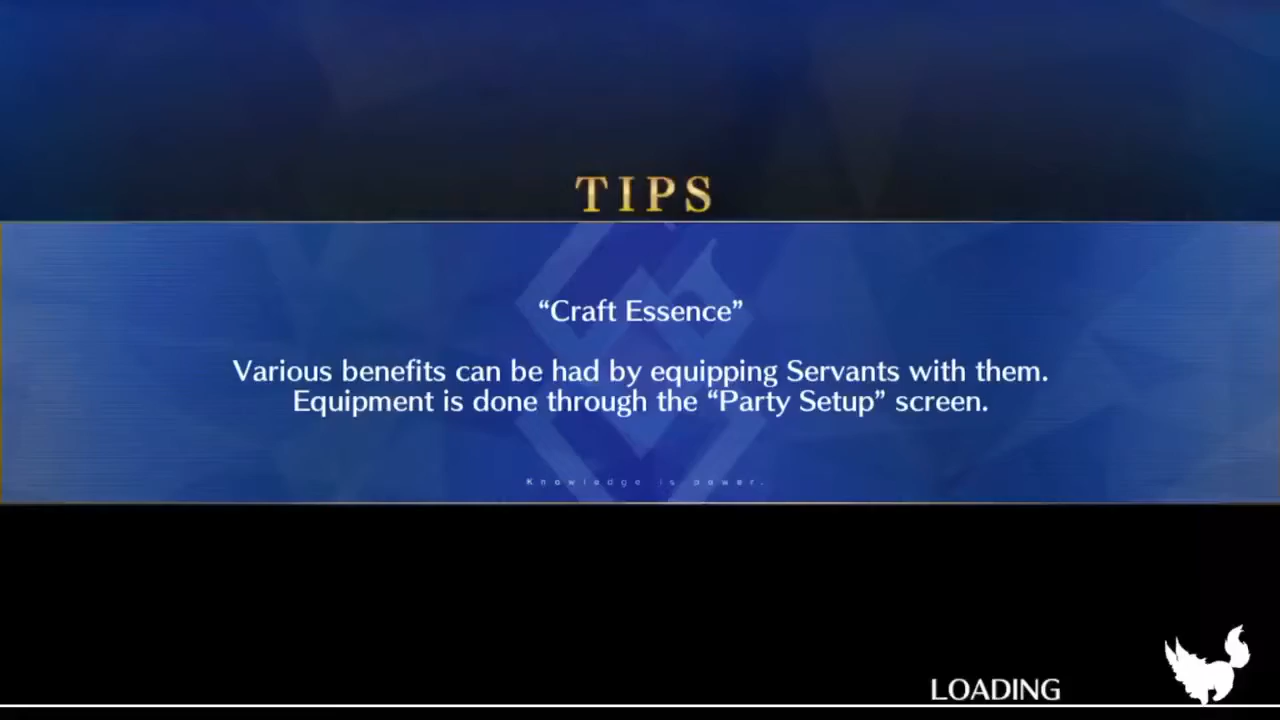 TIPS
“Craft Essence”
Various benefits can be had by equipping Servants with them.
Equipment is done through the “Party Setup” screen.
Knowledge is power.
LOADING